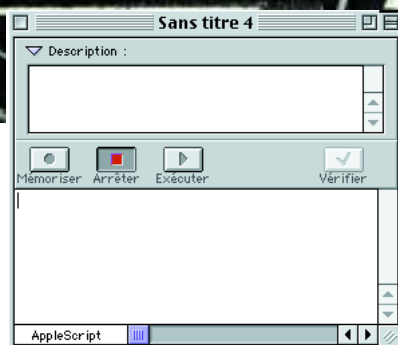 Sans titre 4
Description :
Mémoriser Arrêter Exécuter Vérifier
AppleScript